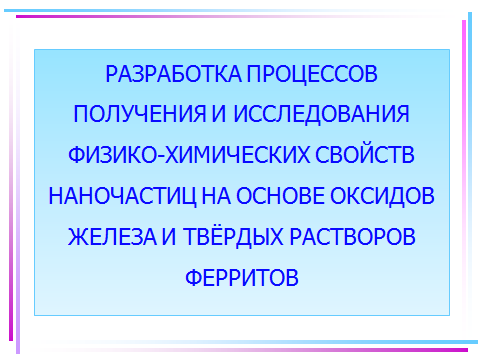 РАЗРАБОТКА ПРОЦЕССОВ
ПОЛУЧЕНИЯ И ИССЛЕДОВАНИЯ
ФИЗИКО-ХИМИЧЕСКИХ СВОЙСТВ
НАНОЧАСТИЦ НА ОСНОВЕ ОКСИДОВ
ЖЕЛЕЗА И ТВЁРДЫХ РАСТВОРОВ
ФЕРРИТОВ